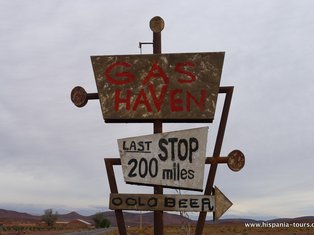 GAS
HAVEN
LAST STOP
200 miles
COLD BEER
www.hispania-tours.com